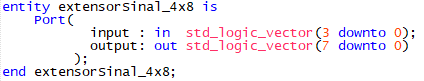 entity extensorSinal_4x8 is
Port(
input : in std_logic_vector(3 downto 0);
output: out std_logic_vector(7 downto 0)
);
end extensorSinal_4x8;